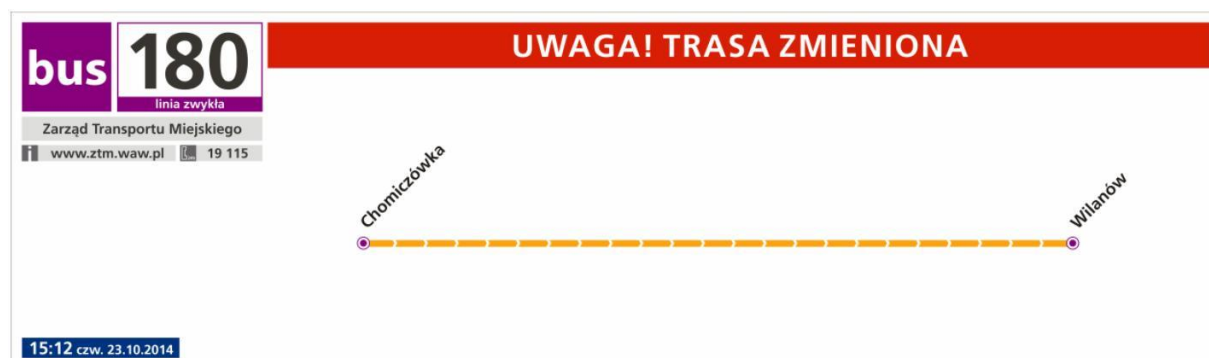 bus 180
linia zwykła
Zarząd Transportu Miejskiego
i www.ztm.waw.pl 19 115
UWAGA! TRASA ZMIENIONA
Chomiczówka
Wilanów
15:12 czw. 23.10.2014